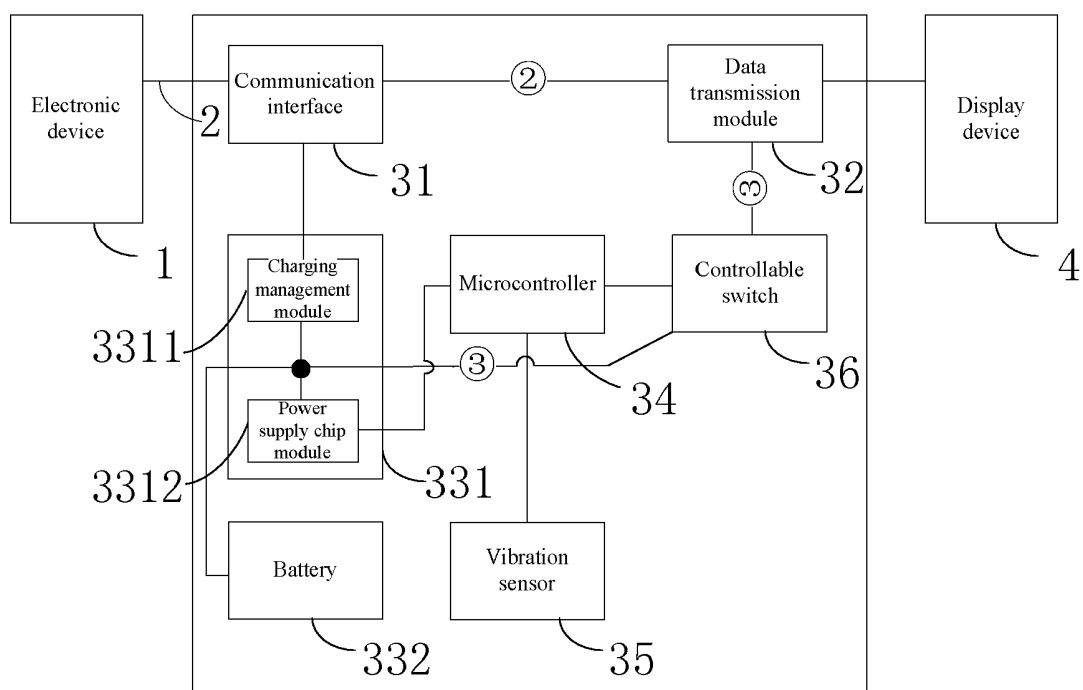 Electronic
device
1
2
Communication
interface
31
②
Data
transmission
module
32
Display
device
4
③
Charging
management
module
3311
Microcontroller
34
Controllable
switch
36
③
Power
supply chip
module
3312
331
Battery
332
Vibration
sensor
35